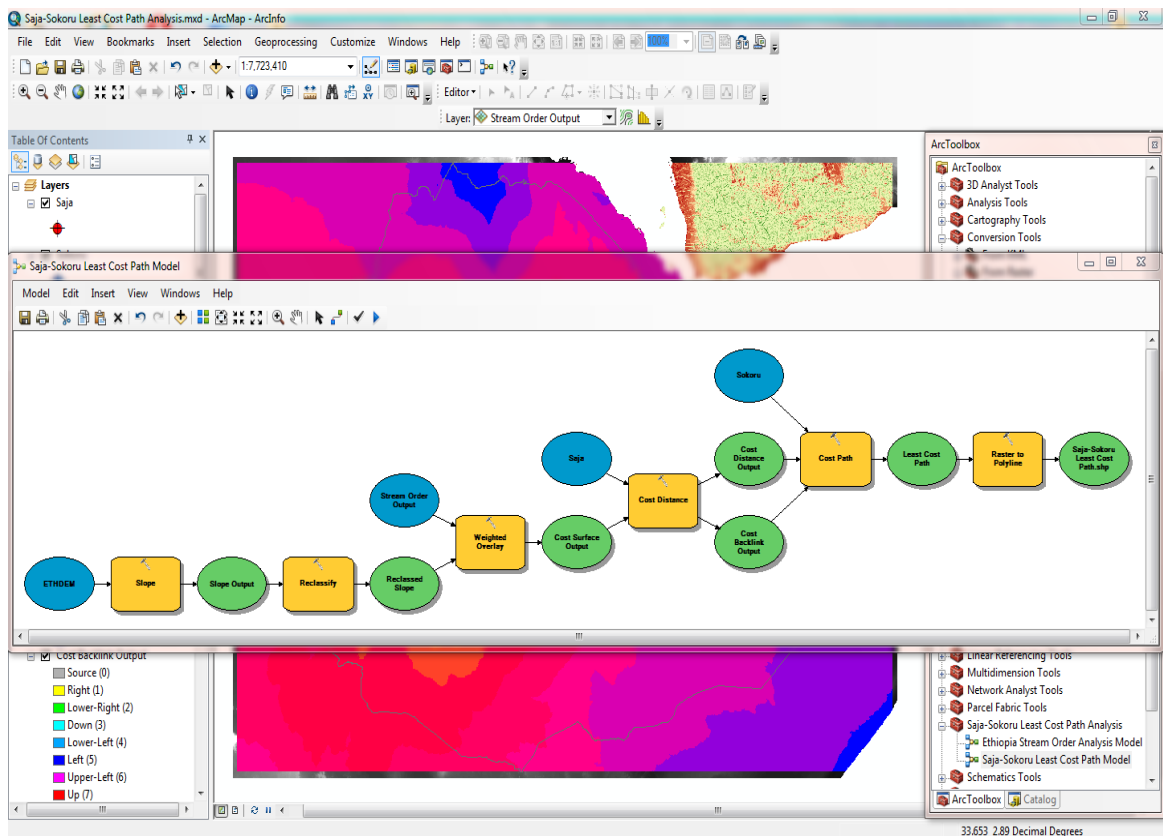 Saja-Sokoru Least Cost Path Analysis.mxd - ArcMap - ArcInfo
File Edit View Bookmarks Insert Selection Geoprocessing Customize Windows Help 100%
1:7,723,410
Editor
Layer: Stream Order Output
Table Of Contents
Layers
Saja
ArcToolbox
ArcToolbox
3D Analyst Tools
Analysis Tools
Cartography Tools
Conversion Tools
From KML
From Raster
Saja-Sokoru Least Cost Path Model
Model Edit Insert View Windows Help
Sokoru
Saja
Cost Distance Output
Cost Path
Least Cost Path
Raster to Polyline
Saja-Sokoru Least Cost Path.shp
Stream Order Output
Cost Distance
Weighted Overlay
Cost Surface Output
Cost Backlink Output
ETHDEM
Slope
Slope Output
Reclassify
Reclassed Slope
Cost Backlink Output
Source (0)
Right (1)
Lower-Right (2)
Down (3)
Lower-Left (4)
Left (5)
Upper-Left (6)
Up (7)
Linear Referencing Tools
Multidimension Tools
Network Analyst Tools
Parcel Fabric Tools
Saja-Sokoru Least Cost Path Analysis
Ethiopia Stream Order Analysis Model
Saja-Sokoru Least Cost Path Model
Schematics Tools
ArcToolbox Catalog
33.653 2.89 Decimal Degrees